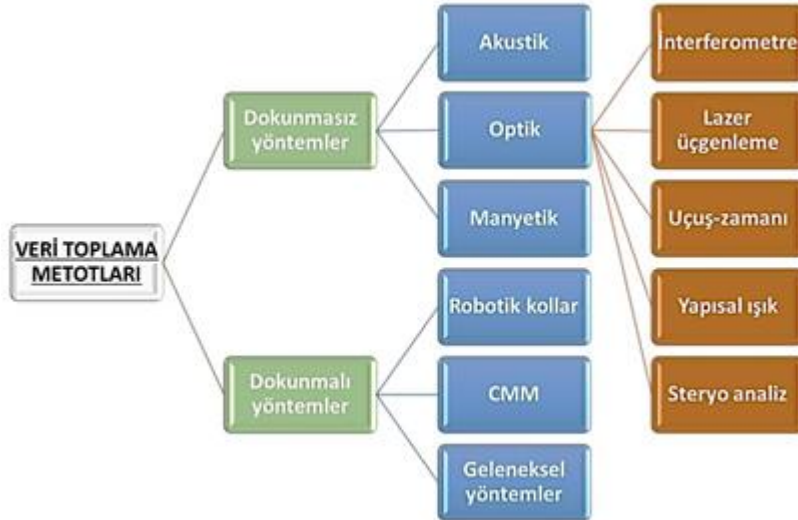 VERİ TOPLAMA
METOTLARI
Dokunmasız
yöntemler
Dokunmalı
yöntemler
Akustik
Optik
Manyetik
Robotik kollar
CMM
Geleneksel
yöntemler
İnterferometre
Lazer
üçgenleme
Uçuş-zamanı
Yapısal ışık
Steryo analiz